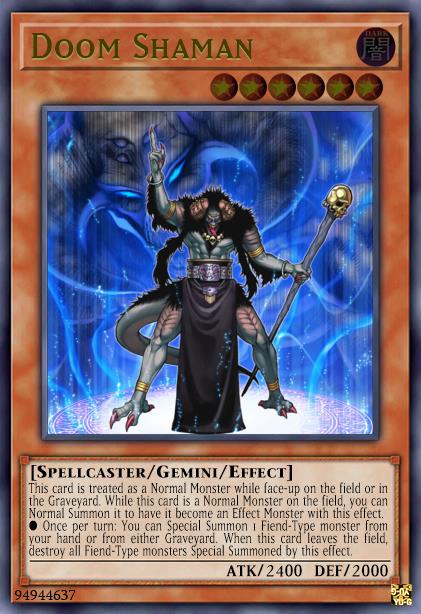 Doom Shaman
DARK
闇
[Spellcaster/Gemini/Effect]
This card is treated as a Normal Monster while face-up on the field or in
the Graveyard. While this card is a Normal Monster on the field, you can
Normal Summon it to have it become an Effect Monster with this effect.
● Once per turn: You can Special Summon 1 Fiend-Type monster from
your hand or from either Graveyard. When this card leaves the field,
destroy all Fiend-Type monsters Special Summoned by this effect.
ATK/2400 DEF/2000
94944637